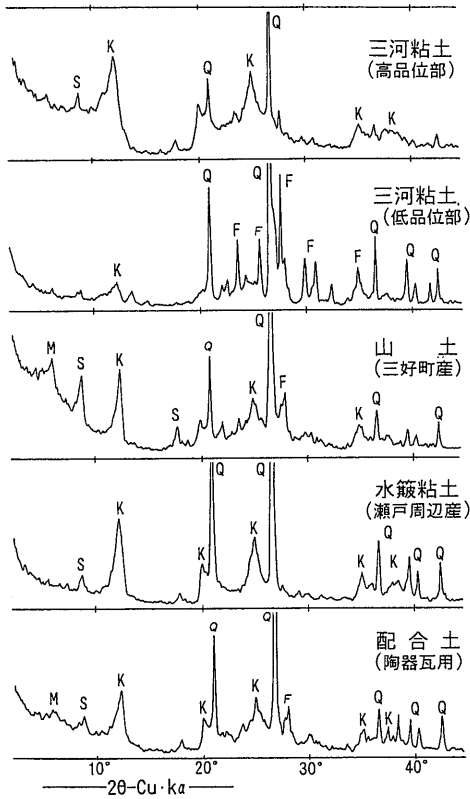 Q
S K Q K K K
三河粘土
(高品位部)
Q Q F
K F F F F Q Q Q
三河粘土
(低品位部)
Q
M S K S Q K F K Q Q
山 土
(三好町産)
Q Q
S K K K K Q K Q Q
水簸粘土
(瀬戸周辺産)
Q Q
M S K K K F K Q K Q Q
配 合 土
(陶器瓦用)
10° 20° 30° 40°
2θ-Cu・kα